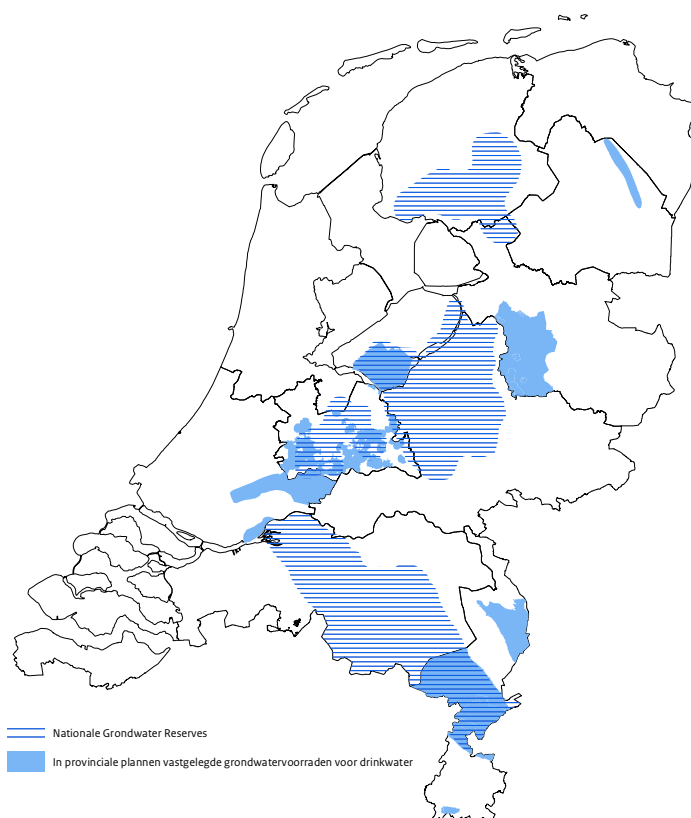 Nationale Grondwater Reserves
In provinciale plannen vastgelegde grondwatervoorraden voor drinkwater